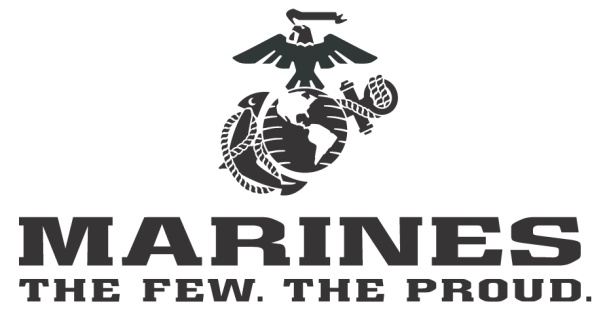 MARINES
THE FEW. THE PROUD.